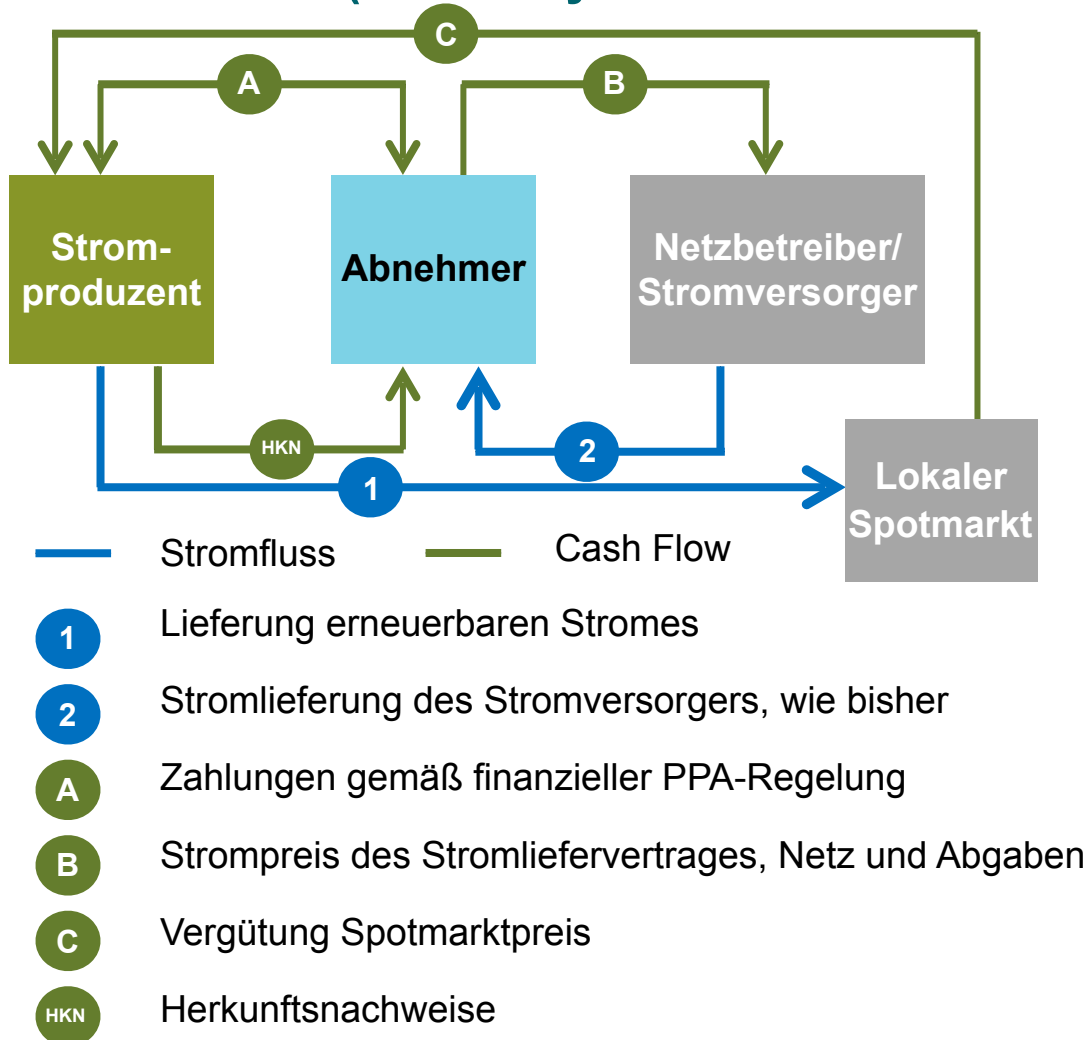 C
A
B
Strom-
produzent
Abnehmer
Netzbetreiber/
Stromversorger
HKN
2
1
Lokaler
Spotmarkt
Stromfluss
Cash Flow
1 Lieferung erneuerbaren Stromes
2 Stromlieferung des Stromversorgers, wie bisher
A Zahlungen gemäß finanzieller PPA-Regelung
B Strompreis des Stromliefervertrages, Netz und Abgaben
C Vergütung Spotmarktpreis
HKN Herkunftsnachweise